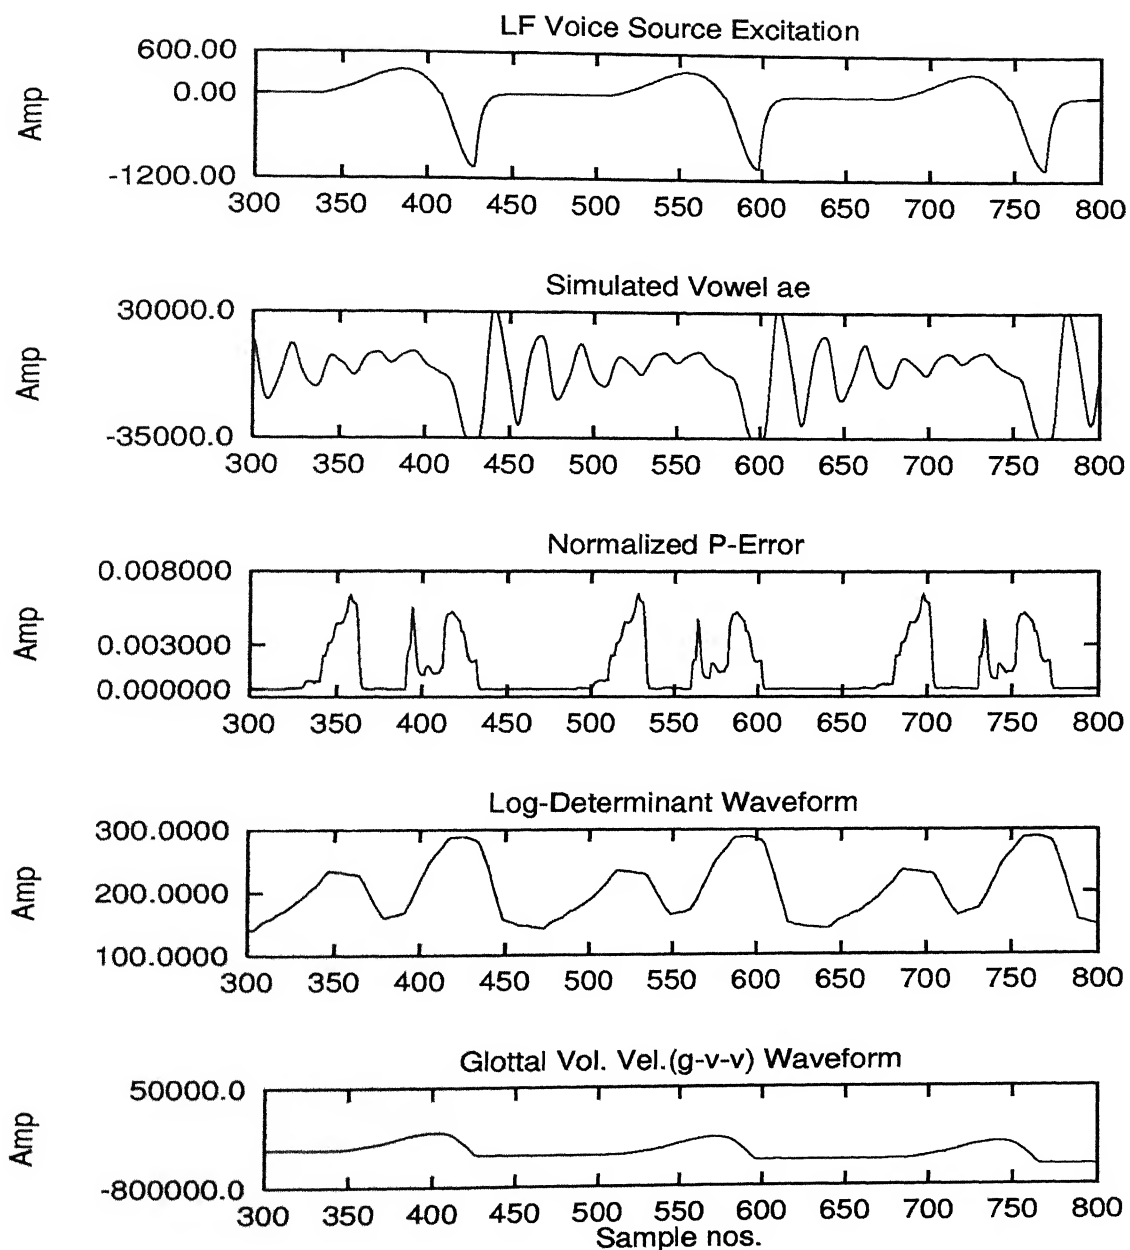 LF Voice Source Excitation
600.00
0.00
-1200.00
Amp
300 350 400 450 500 550 600 650 700 750 800
Simulated Vowel ae
30000.0
-35000.0
Amp
300 350 400 450 500 550 600 650 700 750 800
Normalized P-Error
0.008000
0.003000
0.000000
Amp
300 350 400 450 500 550 600 650 700 750 800
Log-Determinant Waveform
300.0000
200.0000
100.0000
Amp
300 350 400 450 500 550 600 650 700 750 800
Glottal Vol. Vel.(g-v-v) Waveform
50000.0
-800000.0
Amp
300 350 400 450 500 550 600 650 700 750 800
Sample nos.